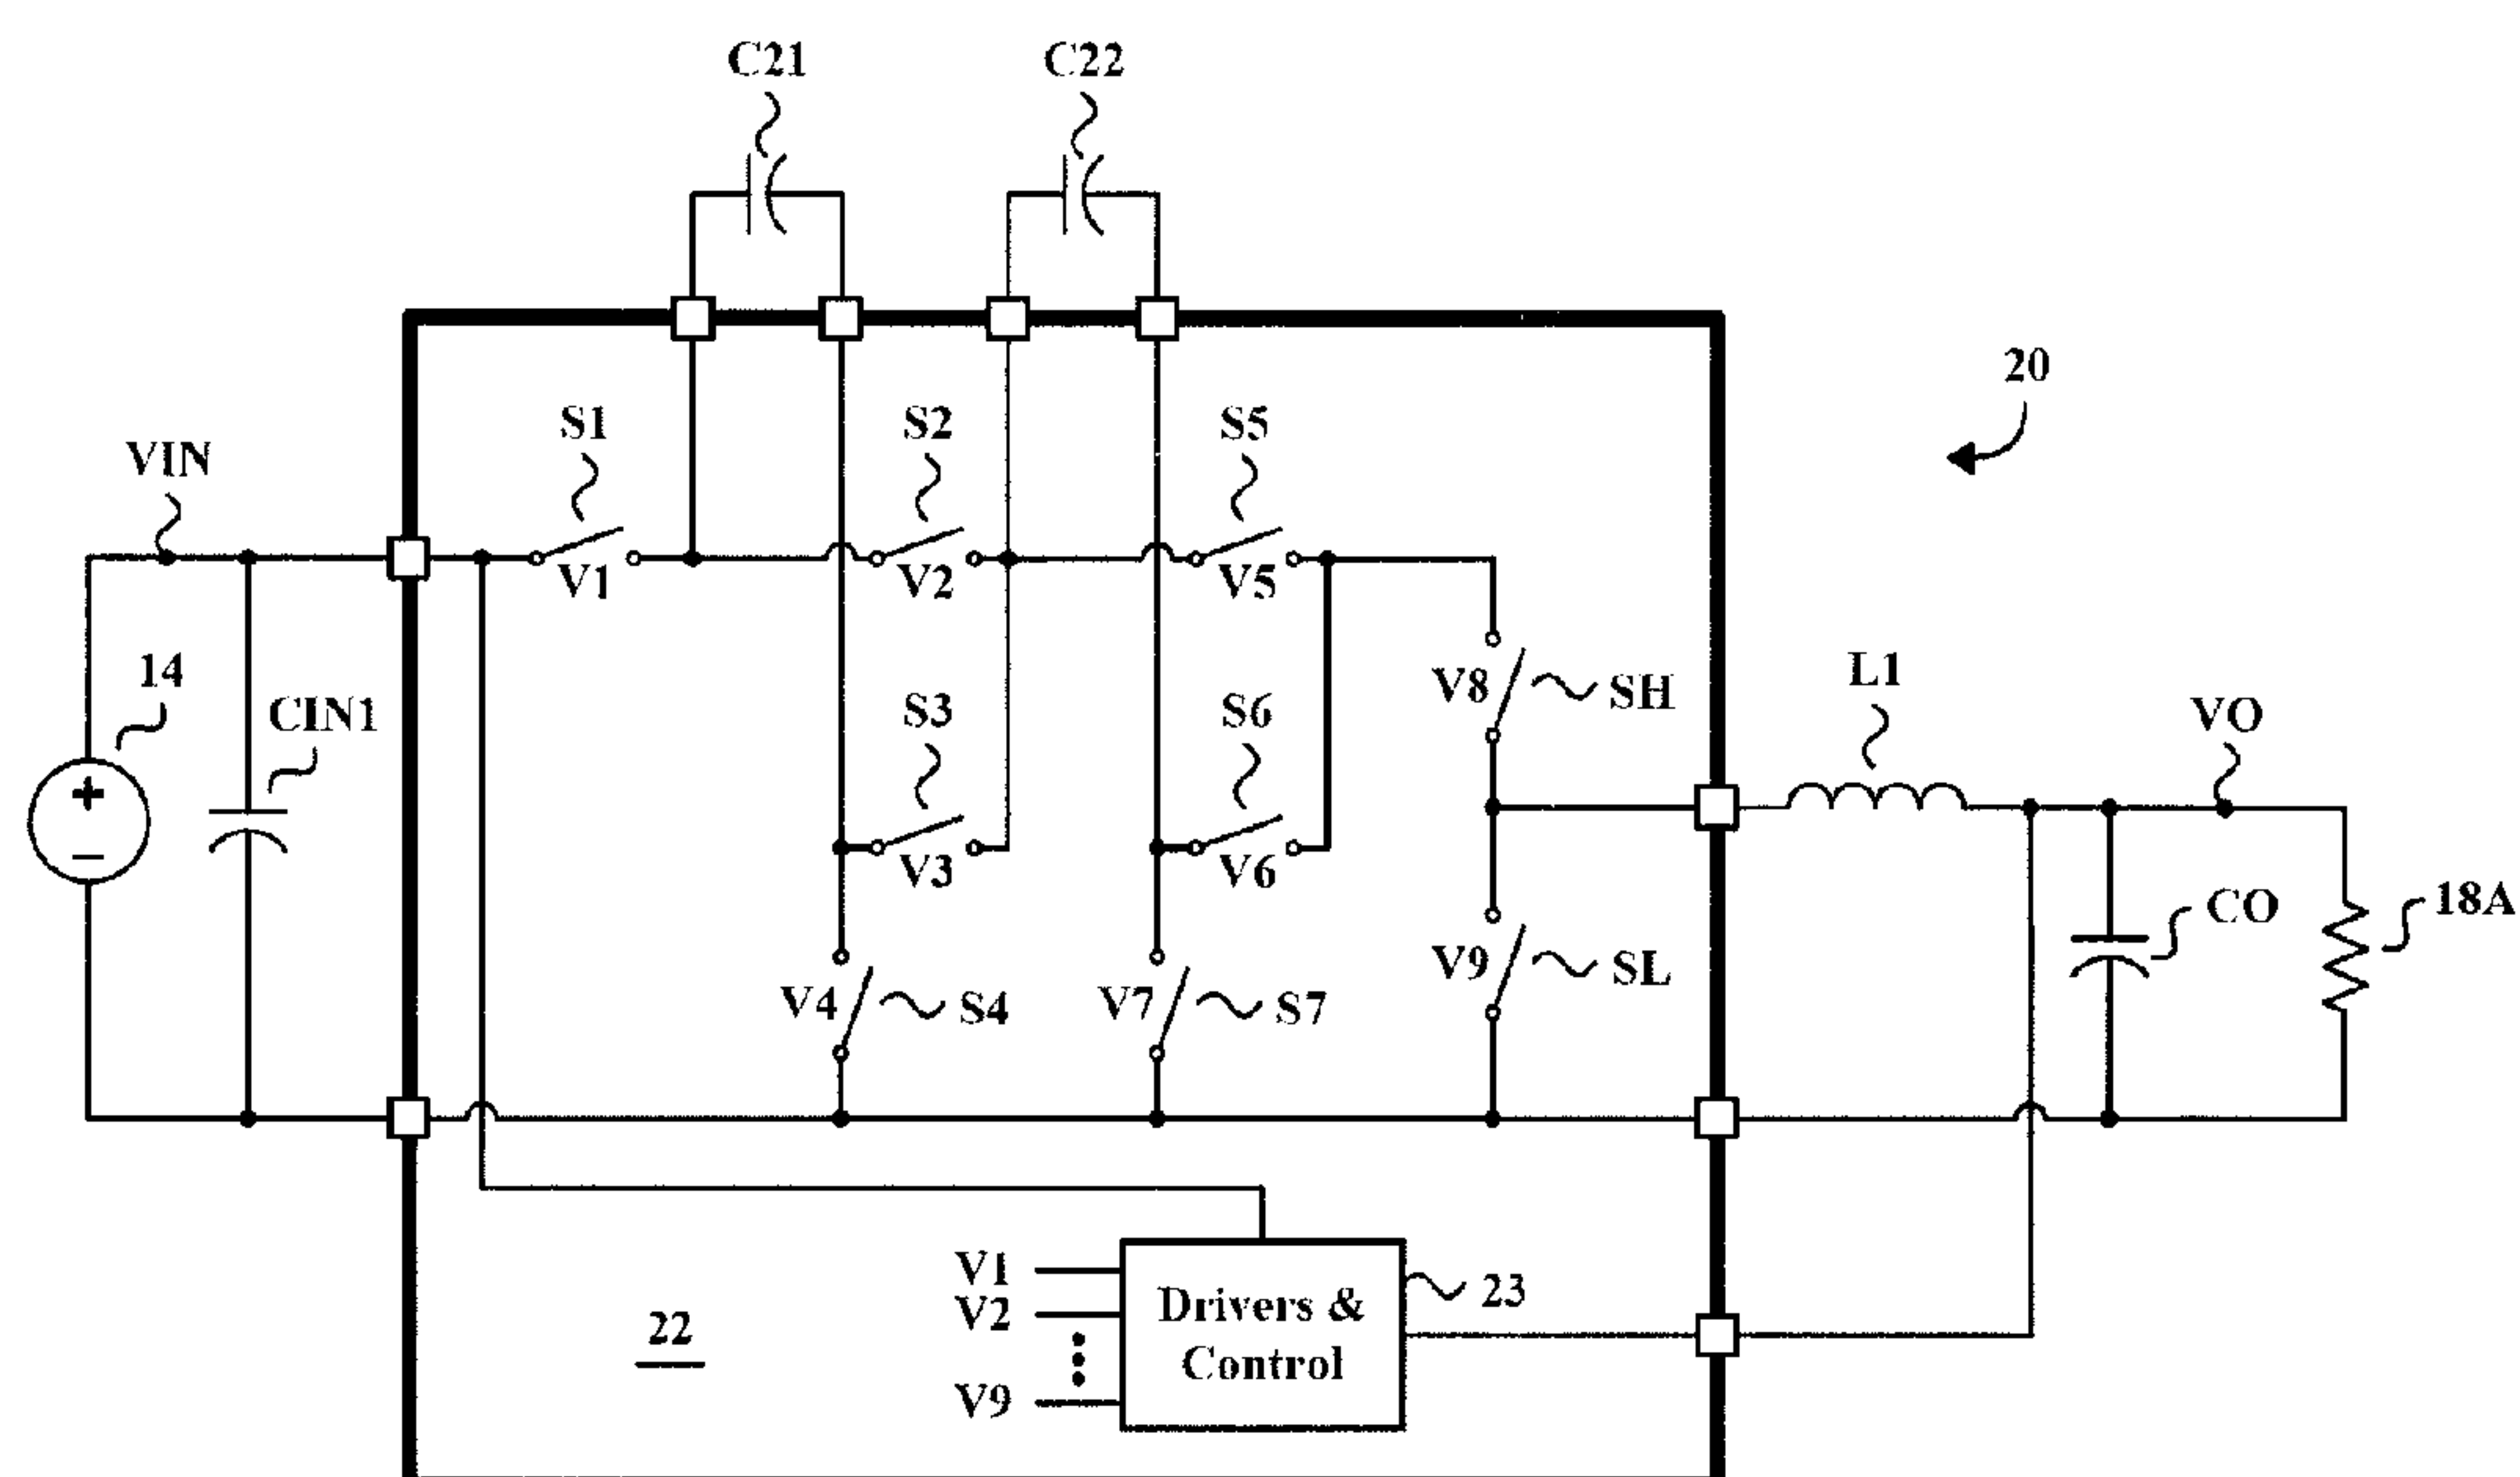 C21 C22
20
S1 S2 S5
VIN
V1 V2 V5
14
CIN1
S3 S6
V8 SH
L1
VO
V3 V6
V9 SL
CO
18A
V4 S4 V7 S7
V1
V2
V9
Drivers &
Control
23
22